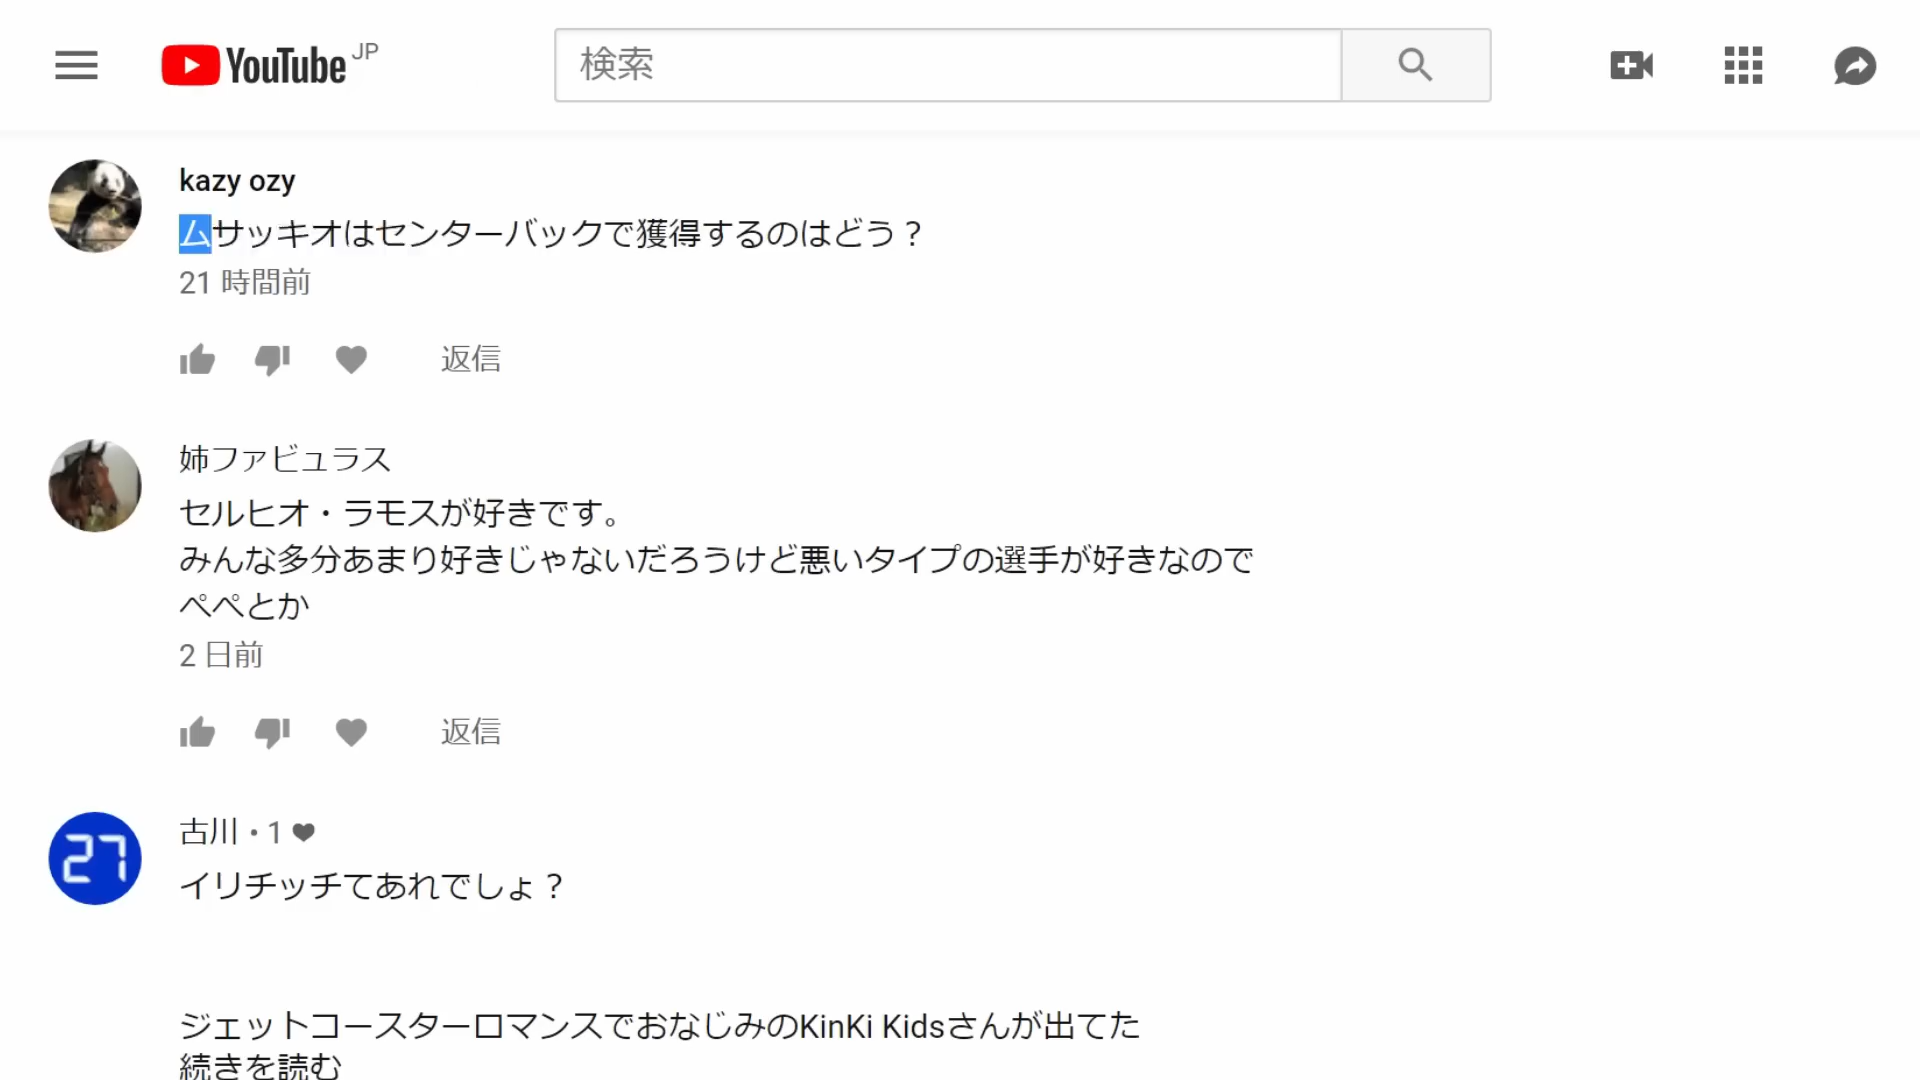 YouTube JP
検索
kazy ozy
ムサッキオはセンターバックで獲得するのはどう？
21 時間前
返信
姉ファビュラス
セルヒオ・ラモスが好きです。
みんな多分あまり好きじゃないだろうけど悪いタイプの選手が好きなので
ペペとか
2 日前
返信
27
古川 • 1
イリチッチてあれでしょ？
ジェットコースターロマンスでおなじみのKinKi Kidsさんが出てた
続きを読む